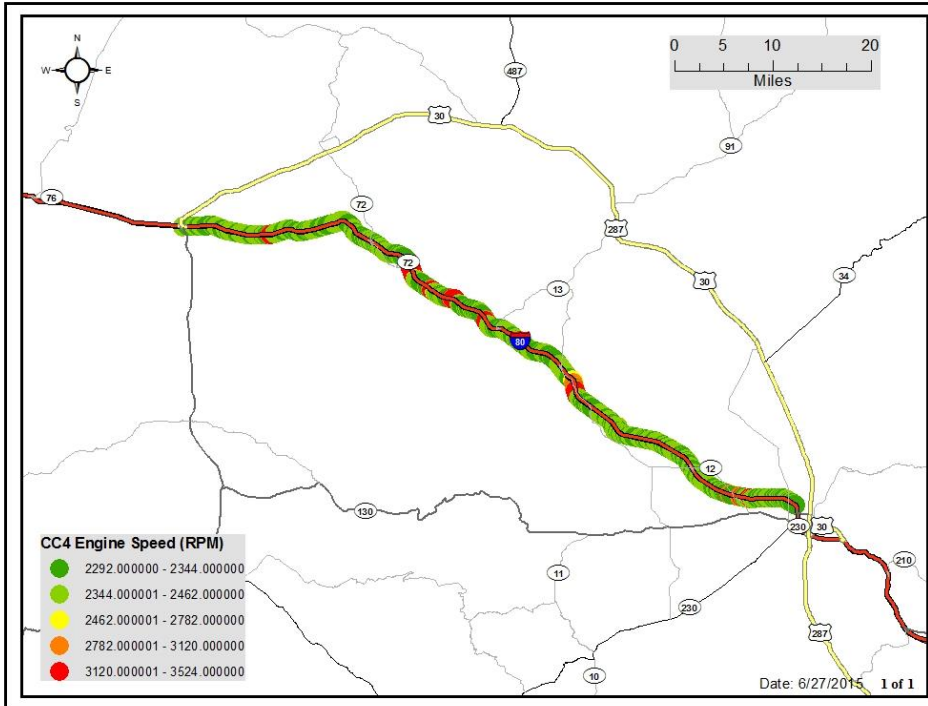 N
W E
S
0 5 10 20
Miles
487
30
91
76
72
287
34
72
30
13
80
12
130
230
30
210
11
230
287
10
CC4 Engine Speed (RPM)
2292.000000 - 2344.000000
2344.000001 - 2462.000000
2462.000001 - 2782.000000
2782.000001 - 3120.000000
3120.000001 - 3524.000000
Date: 6/27/2015 1 of 1